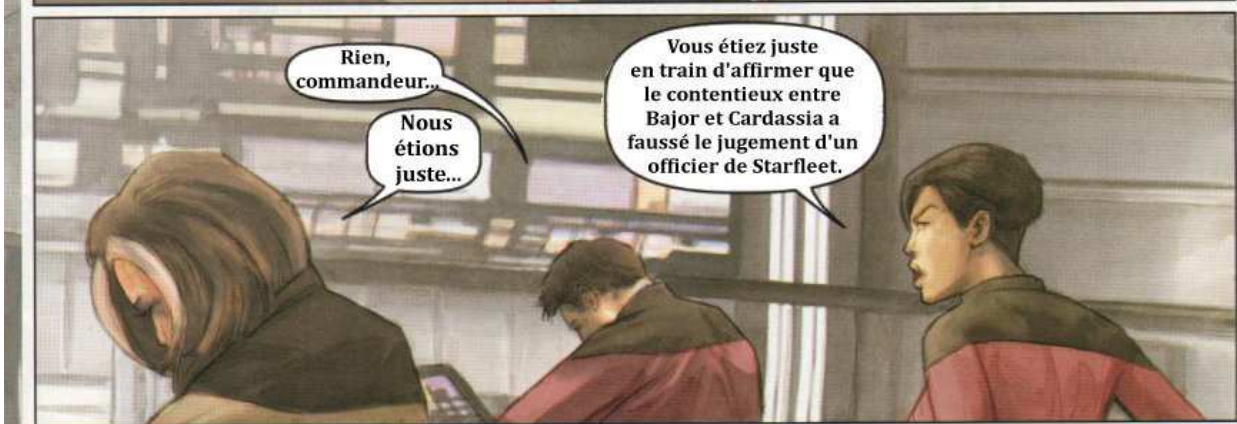 Rien,
commandeur...
Nous
étions
juste...
Vous étiez juste
en train d'affirmer que
le contentieux entre
Bajor et Cardassia a
faussé le jugement d'un
officier de Starfleet.